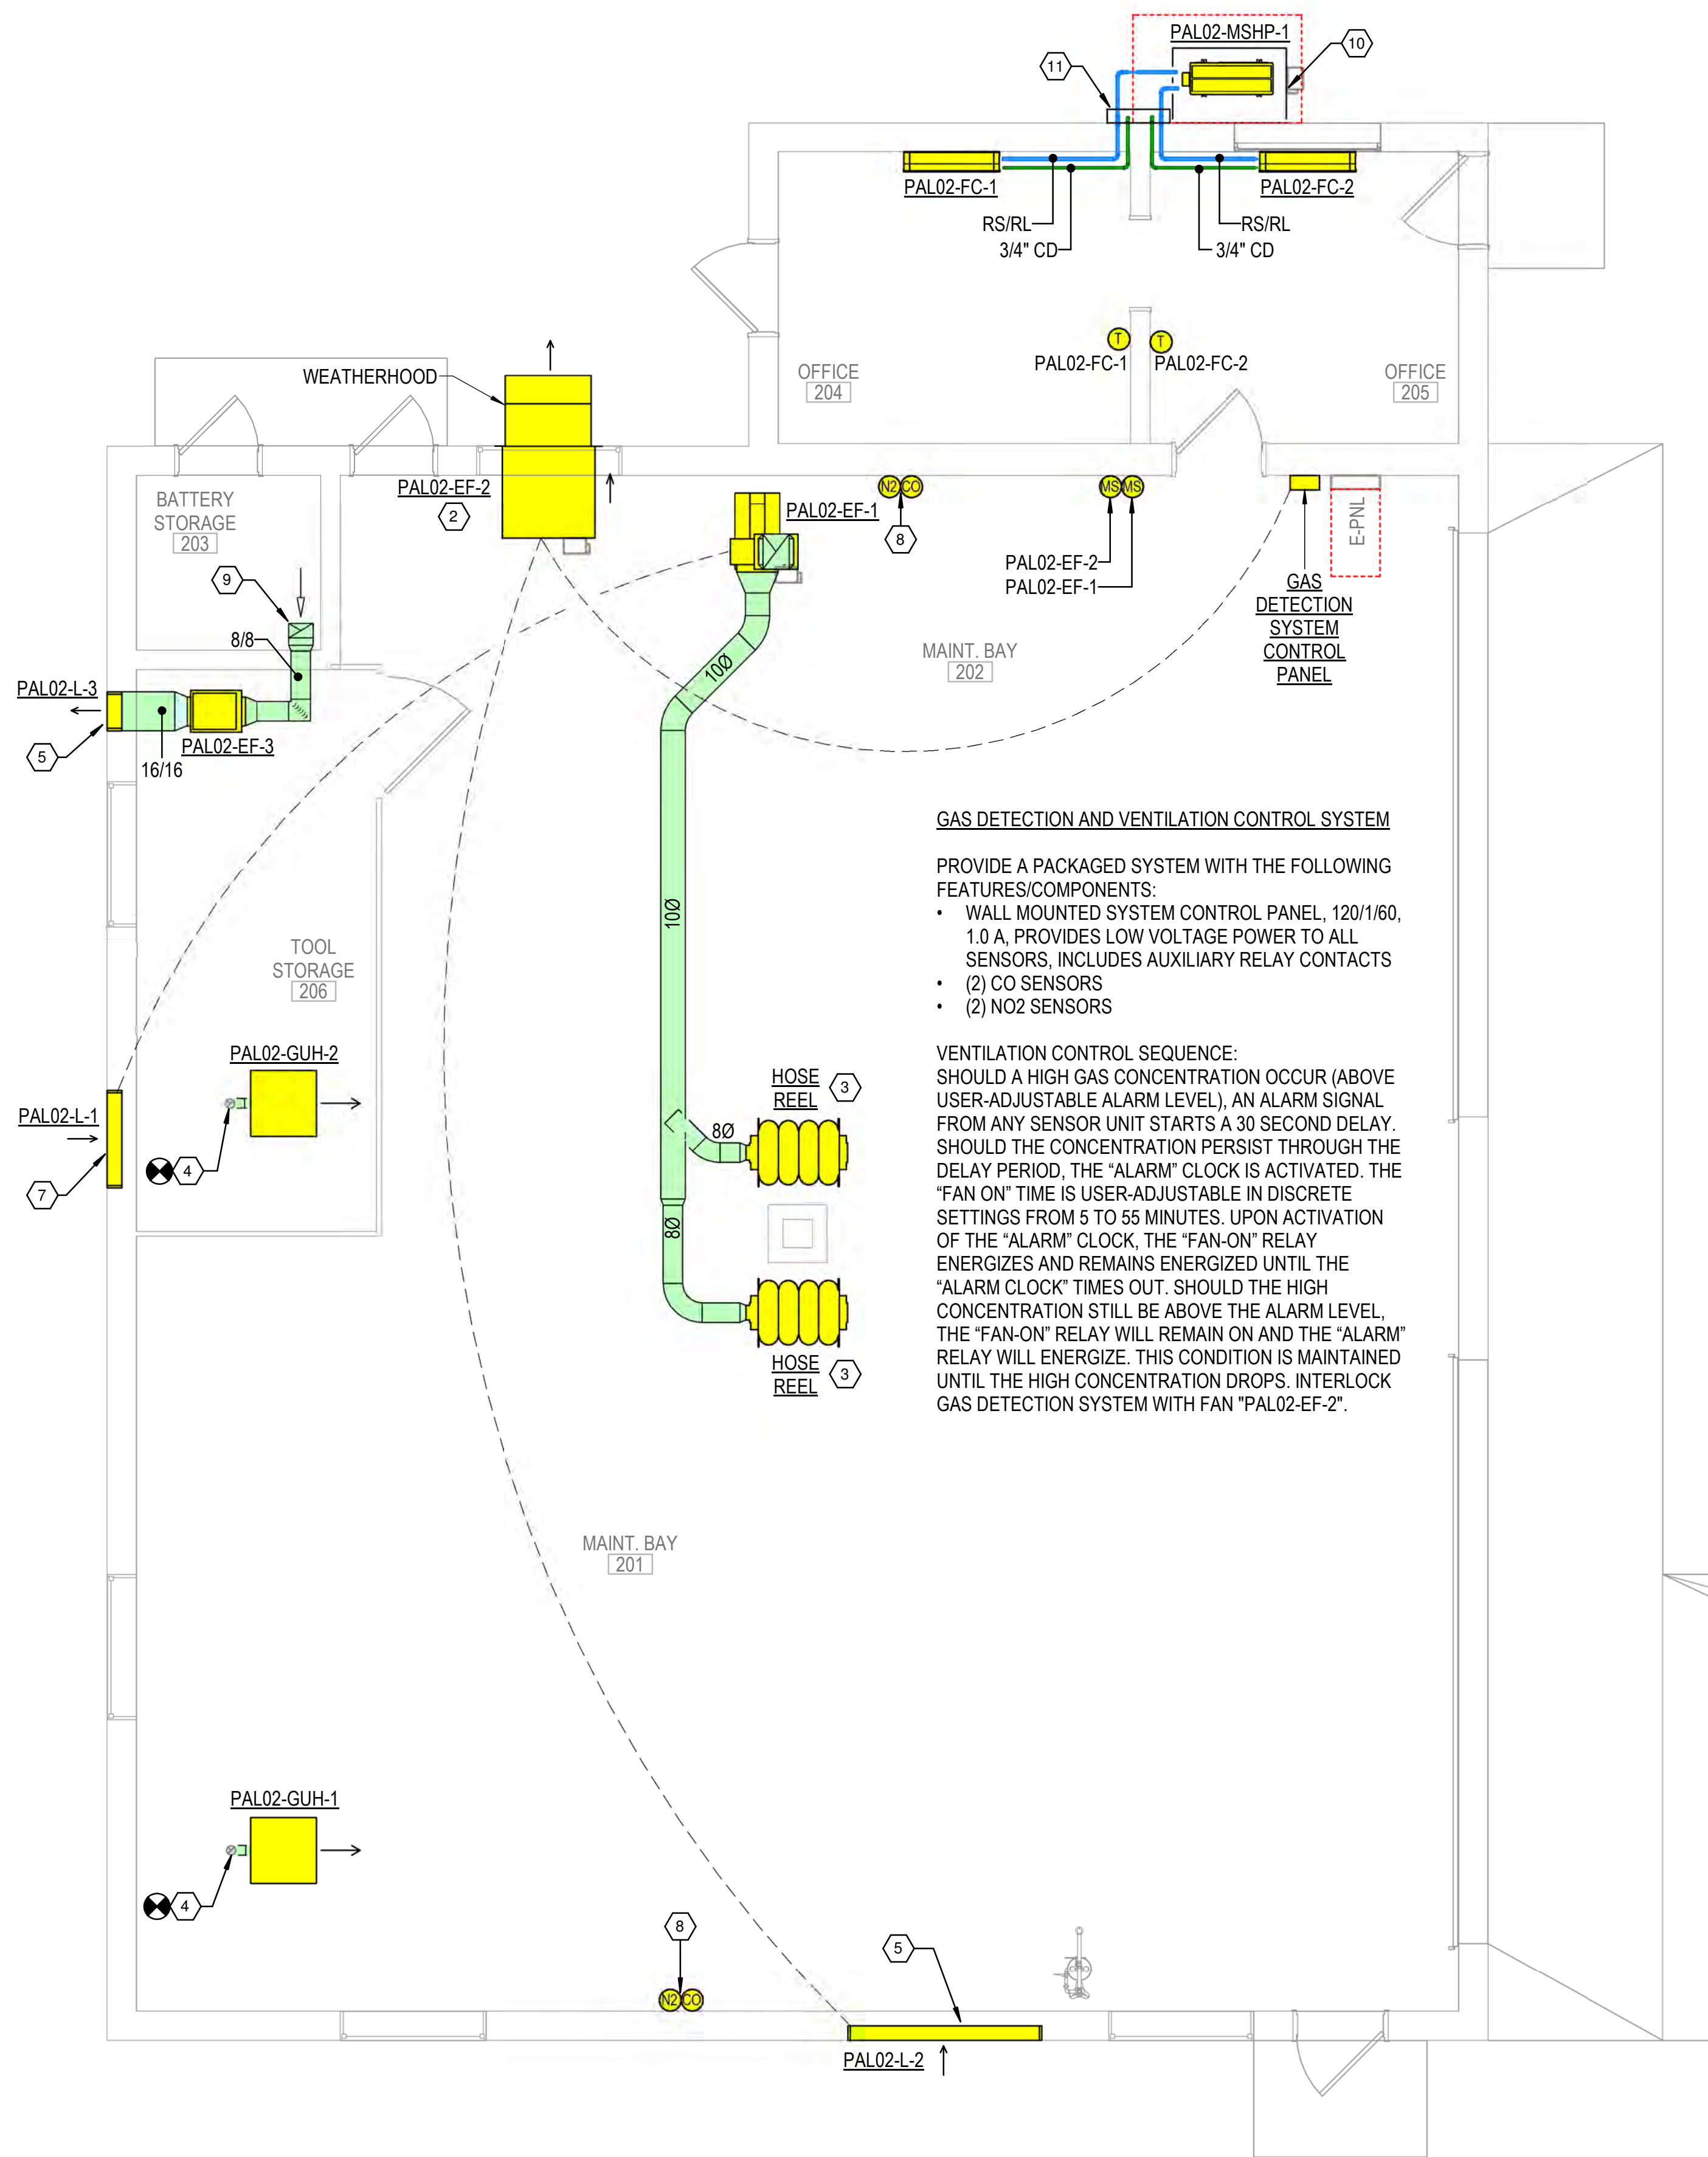 PAL02-MSHP-1
10
11
PAL02-FC-1
PAL02-FC-2
RS/RL
3/4" CD
RS/RL
3/4" CD
T
T
PAL02-FC-1
PAL02-FC-2
OFFICE
204
OFFICE
205
WEATHERHOOD
PAL02-EF-2
2
BATTERY
STORAGE
203
9
8/8
PAL02-L-3
5
PAL02-EF-3
16/16
PAL02-EF-1
N2
CO
8
MS
MS
PAL02-EF-2
PAL02-EF-1
E-PNL
GAS
DETECTION
SYSTEM
CONTROL
PANEL
MAINT. BAY
202
10Ø
10Ø
GAS DETECTION AND VENTILATION CONTROL SYSTEM
PROVIDE A PACKAGED SYSTEM WITH THE FOLLOWING
FEATURES/COMPONENTS:
• WALL MOUNTED SYSTEM CONTROL PANEL, 120/1/60,
1.0 A, PROVIDES LOW VOLTAGE POWER TO ALL
SENSORS, INCLUDES AUXILIARY RELAY CONTACTS
• (2) CO SENSORS
• (2) NO2 SENSORS
VENTILATION CONTROL SEQUENCE:
SHOULD A HIGH GAS CONCENTRATION OCCUR (ABOVE
USER-ADJUSTABLE ALARM LEVEL), AN ALARM SIGNAL
FROM ANY SENSOR UNIT STARTS A 30 SECOND DELAY.
SHOULD THE CONCENTRATION PERSIST THROUGH THE
DELAY PERIOD, THE “ALARM” CLOCK IS ACTIVATED. THE
“FAN ON” TIME IS USER-ADJUSTABLE IN DISCRETE
SETTINGS FROM 5 TO 55 MINUTES. UPON ACTIVATION
OF THE “ALARM” CLOCK, THE “FAN-ON” RELAY
ENERGIZES AND REMAINS ENERGIZED UNTIL THE
“ALARM CLOCK” TIMES OUT. SHOULD THE HIGH
CONCENTRATION STILL BE ABOVE THE ALARM LEVEL,
THE “FAN-ON” RELAY WILL REMAIN ON AND THE “ALARM”
RELAY WILL ENERGIZE. THIS CONDITION IS MAINTAINED
UNTIL THE HIGH CONCENTRATION DROPS. INTERLOCK
GAS DETECTION SYSTEM WITH FAN "PAL02-EF-2".
TOOL
STORAGE
206
PAL02-GUH-2
4
PAL02-L-1
7
HOSE
REEL
3
8Ø
8Ø
HOSE
REEL
3
MAINT. BAY
201
PAL02-GUH-1
4
8
N2
CO
5
PAL02-L-2